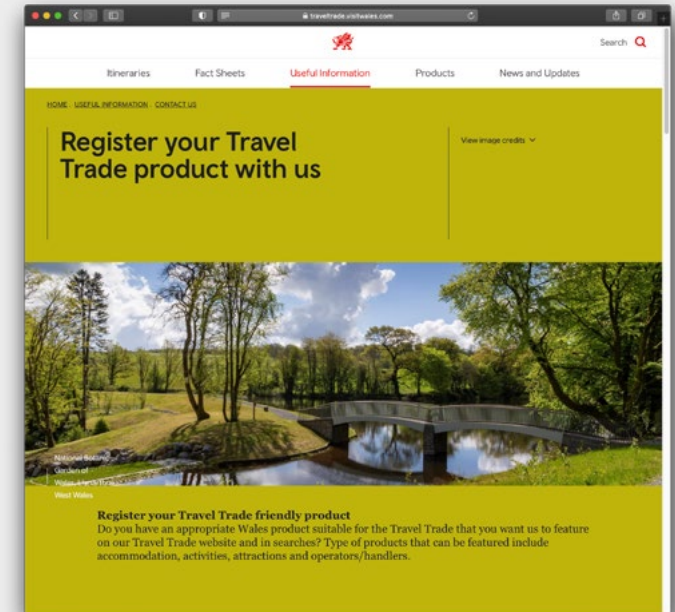 traveltrade.visitwales.com
Search
Itineraries Fact Sheets Useful Information Products News and Updates
HOME USEFUL INFORMATION CONTACT US
Register your Travel
Trade product with us
View image credits
National Botanic
Garden of
Wales,
West Wales
Register your Travel Trade friendly product
Do you have an appropriate Wales product suitable for the Travel Trade that you want us to feature
on our Travel Trade website and in searches? Type of products that can be featured include
accommodation, activities, attractions and operators/handlers.